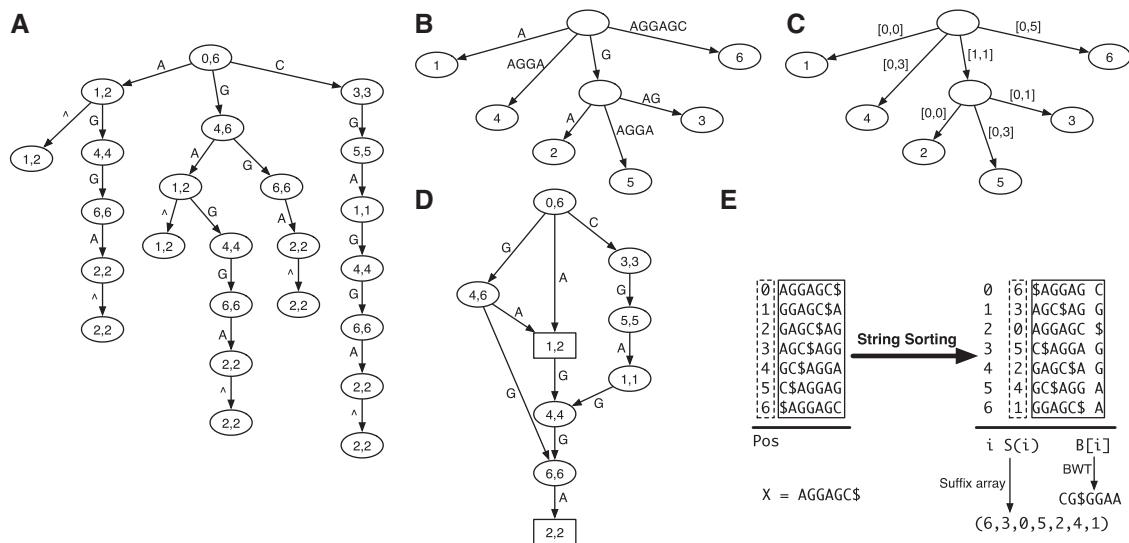 A
0,6
A
G
C
1,2
4,6
3,3
^
G
A
G
G
1,2
4,4
1,2
6,6
5,5
G
^
G
A
A
6,6
1,2
4,4
2,2
1,1
A
G
^
G
2,2
6,6
2,2
4,4
^
A
G
2,2
2,2
6,6
^
A
2,2
2,2
^
2,2
B
A
AGGAGC
1
AGGA
G
6
4
A
AG
AGGA
3
2
5
C
[0,0]
[0,5]
1
[0,3]
[1,1]
6
4
[0,0]
[0,1]
[0,3]
3
2
5
D
0,6
G
A
C
4,6
3,3
A
G
1,2
5,5
G
G
A
4,4
G
1,1
G
6,6
A
2,2
E
0 AGGAGC$
1 GGAGC$A
2 GAGC$AG
3 AGC$AGG
4 GC$AGGA
5 C$AGGAG
6 $AGGAGC
Pos
X = AGGAGC$
String Sorting
0 6 $AGGAG C
1 3 AGC$AG G
2 0 AGGAGC $
3 5 C$AGGA G
4 2 GAGC$A G
5 4 GC$AGG A
6 1 GGAGC$ A
i S(i) B[i]
Suffix array
BWT
CG$GGAA
(6,3,0,5,2,4,1)